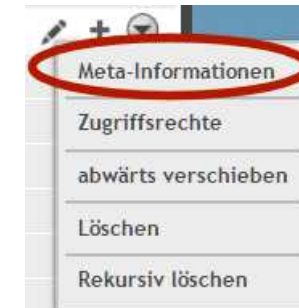 Meta-Informationen
Zugriffsrechte
abwärts verschieben
Löschen
Rekursiv löschen